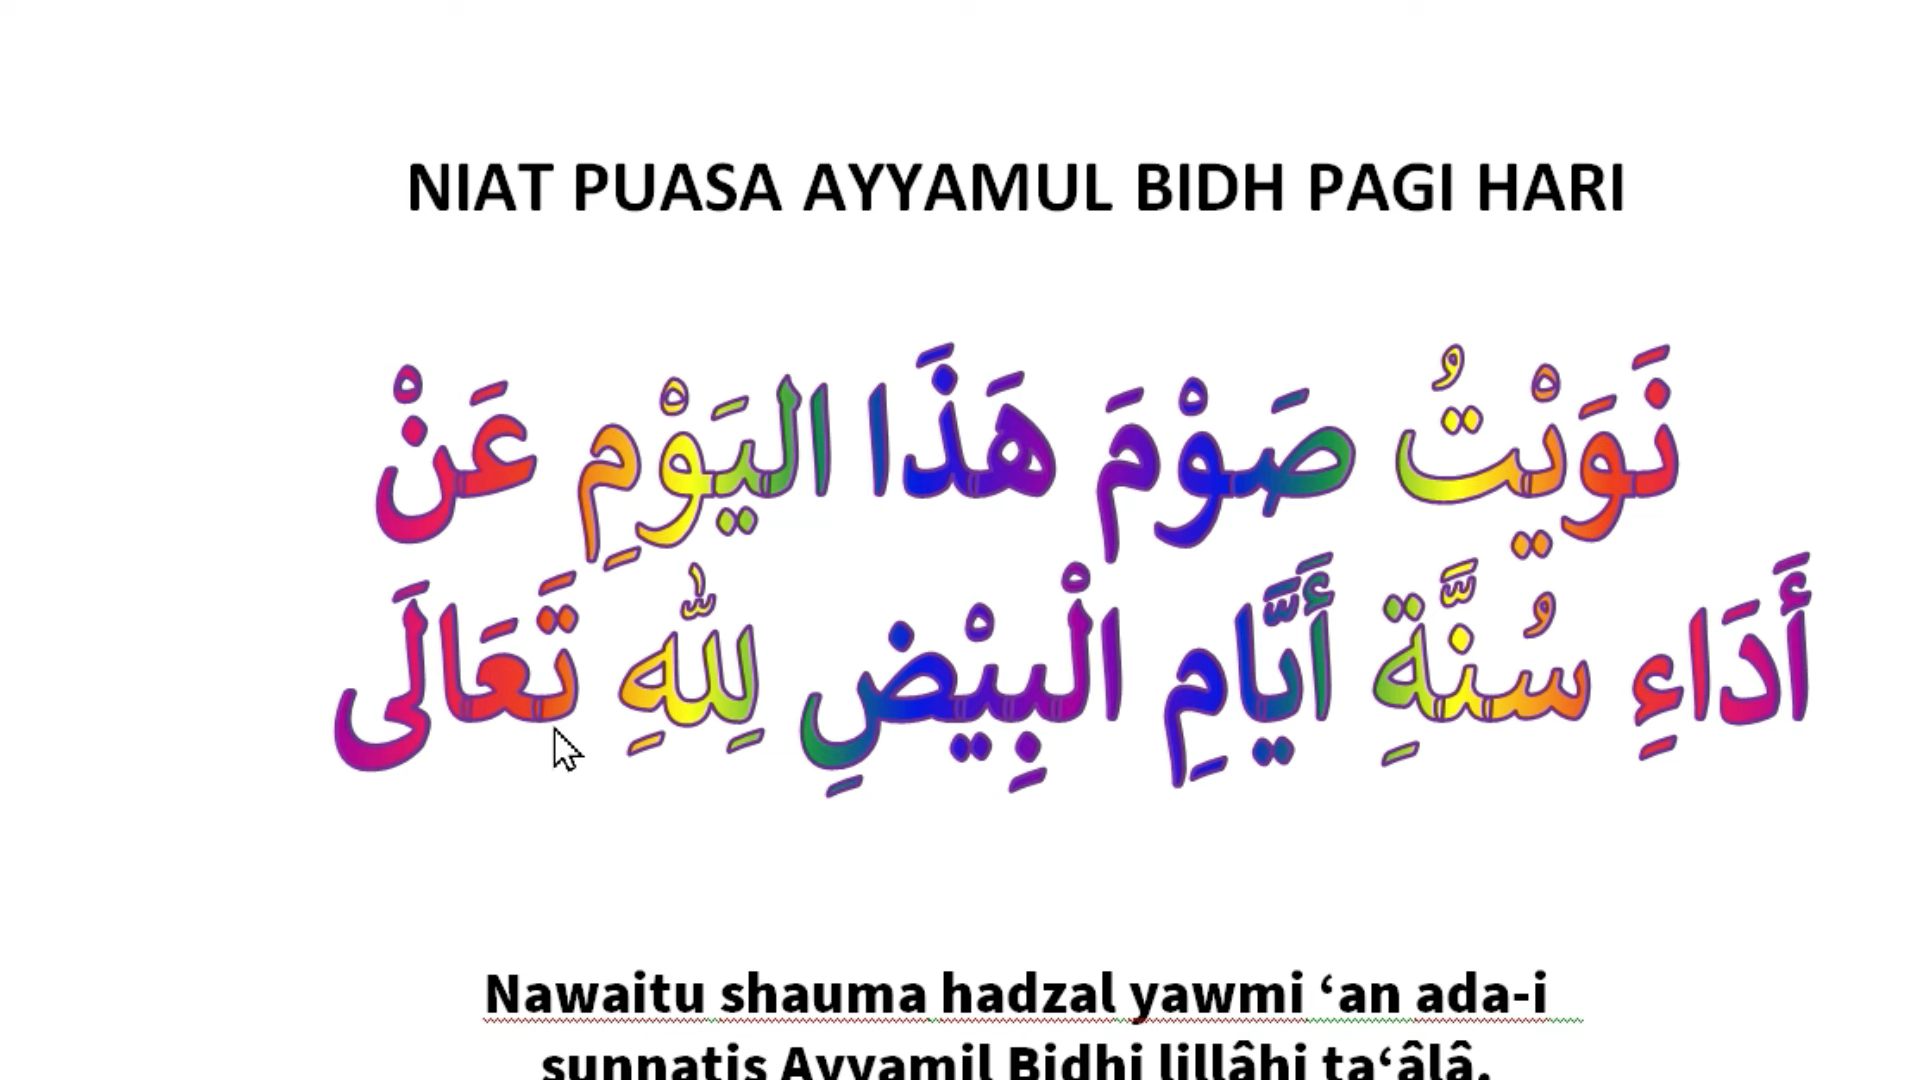 NIAT PUASA AYYAMUL BIDH PAGI HARI
نَوَيْتُ صَوْمَ هَذَا اليَوْمِ عَنْ
أَدَاءِ سُنَّةِ أَيَّامِ الْبِيْضِ لِلّٰهِ تَعَالَى
Nawaitu shauma hadzal yawmi ‘an ada-i
sunnatis Ayyamil Bidhi lillâhi ta‘âlâ.